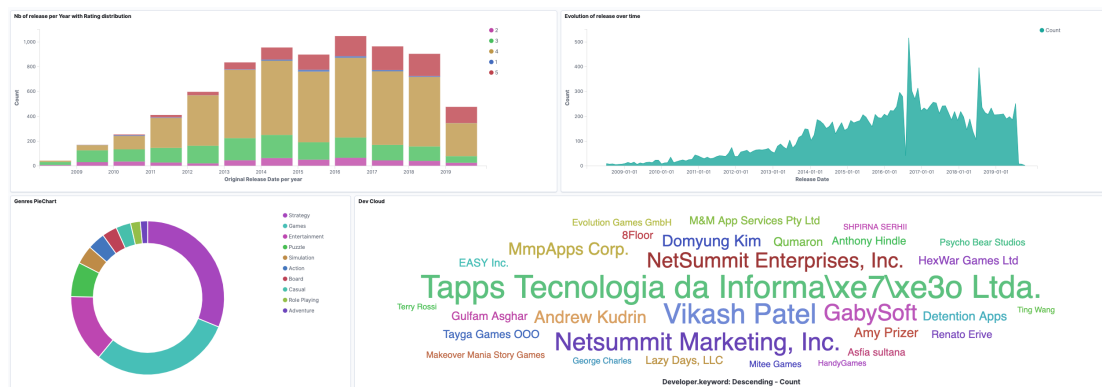 Nb of release per Year with Rating distribution
1,000
800
600
400
200
0
Count
2009
2010
2011
2012
2013
2014
2015
2016
2017
2018
2019
Original Release Date per year
2
3
4
1
5
Evolution of release over time
500
400
300
200
100
0
Count
2009-01-01
2010-01-01
2011-01-01
2012-01-01
2013-01-01
2014-01-01
2015-01-01
2016-01-01
2017-01-01
2018-01-01
2019-01-01
Release Date
Count
Genres PieChart
Strategy
Games
Entertainment
Puzzle
Simulation
Action
Board
Casual
Role Playing
Adventure
Dev Cloud
Evolution Games GmbH
M&M App Services Pty Ltd
SHPIRNA SERHII
8Floor
MmpApps Corp.
Domyung Kim
Qumaron
Anthony Hindle
Psycho Bear Studios
EASY Inc.
NetSummit Enterprises, Inc.
HexWar Games Ltd
Tapps Tecnologia da Informa\xe7\xe3o Ltda.
Terry Rossi
Gulfam Asghar
Andrew Kudrin
Vikash Patel
GabySoft
Detention Apps
Ting Wang
Tayga Games OOO
Netsummit Marketing, Inc.
Amy Prizer
Renato Erive
Makeover Mania Story Games
George Charles
Lazy Days, LLC
Mitee Games
HandyGames
Asfia sultana
Developer.keyword: Descending - Count